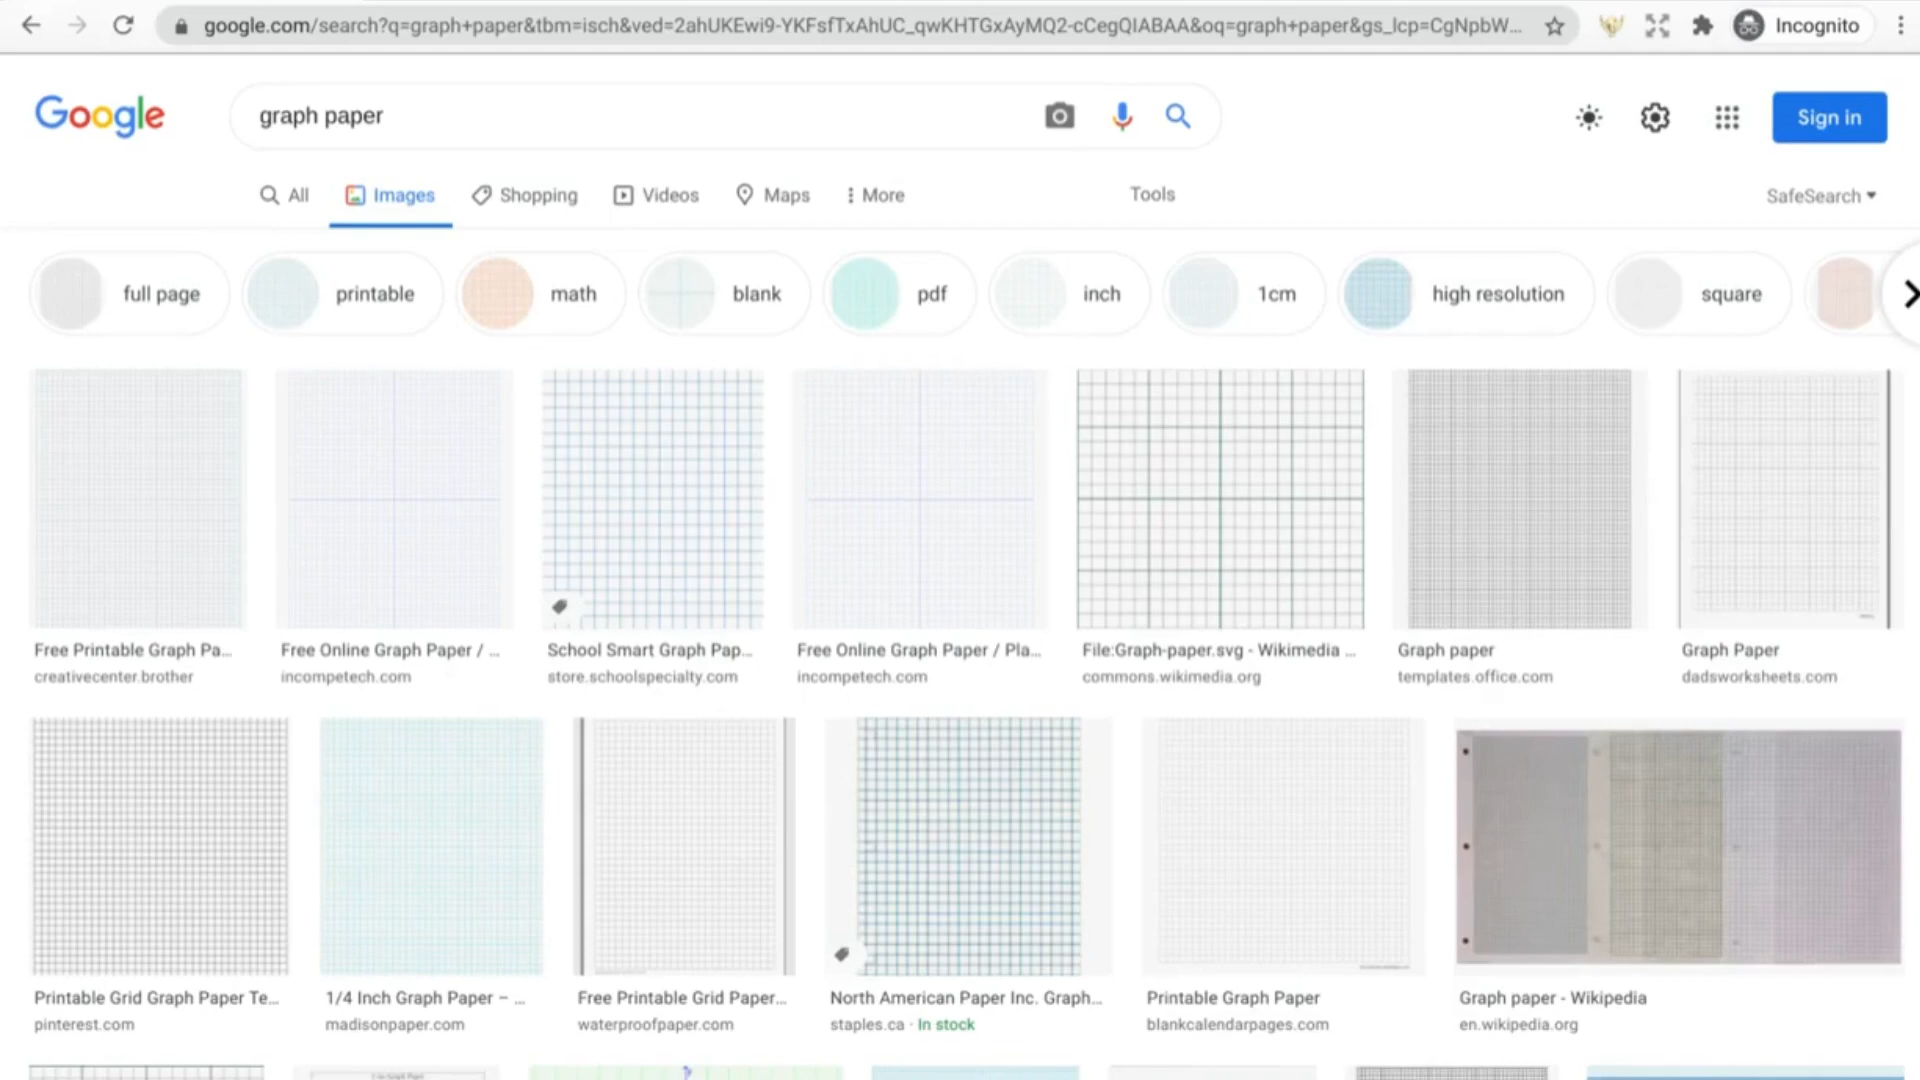 google.com/search?q=graph+paper&tbm=isch&ved=2ahUKEwi9-YKFsfTxAhUC_qwKHTGxAyMQ2-cCegQIABAA&oq=graph+paper&gs_lcp=CgNpbW...
Incognito
Google
graph paper
Sign in
All
Images
Shopping
Videos
Maps
More
Tools
SafeSearch
full page
printable
math
blank
pdf
inch
1cm
high resolution
square
Free Printable Graph Pa...
creativecenter.brother
Free Online Graph Paper / ...
incompetech.com
School Smart Graph Pap...
store.schoolspecialty.com
Free Online Graph Paper / Pla...
incompetech.com
File:Graph-paper.svg - Wikimedia ...
commons.wikimedia.org
Graph paper
templates.office.com
Graph Paper
dadsworksheets.com
Printable Grid Graph Paper Te...
pinterest.com
1/4 Inch Graph Paper – ...
madisonpaper.com
Free Printable Grid Paper...
waterproofpaper.com
North American Paper Inc. Graph...
staples.ca · In stock
Printable Graph Paper
blankcalendarpages.com
Graph paper - Wikipedia
en.wikipedia.org